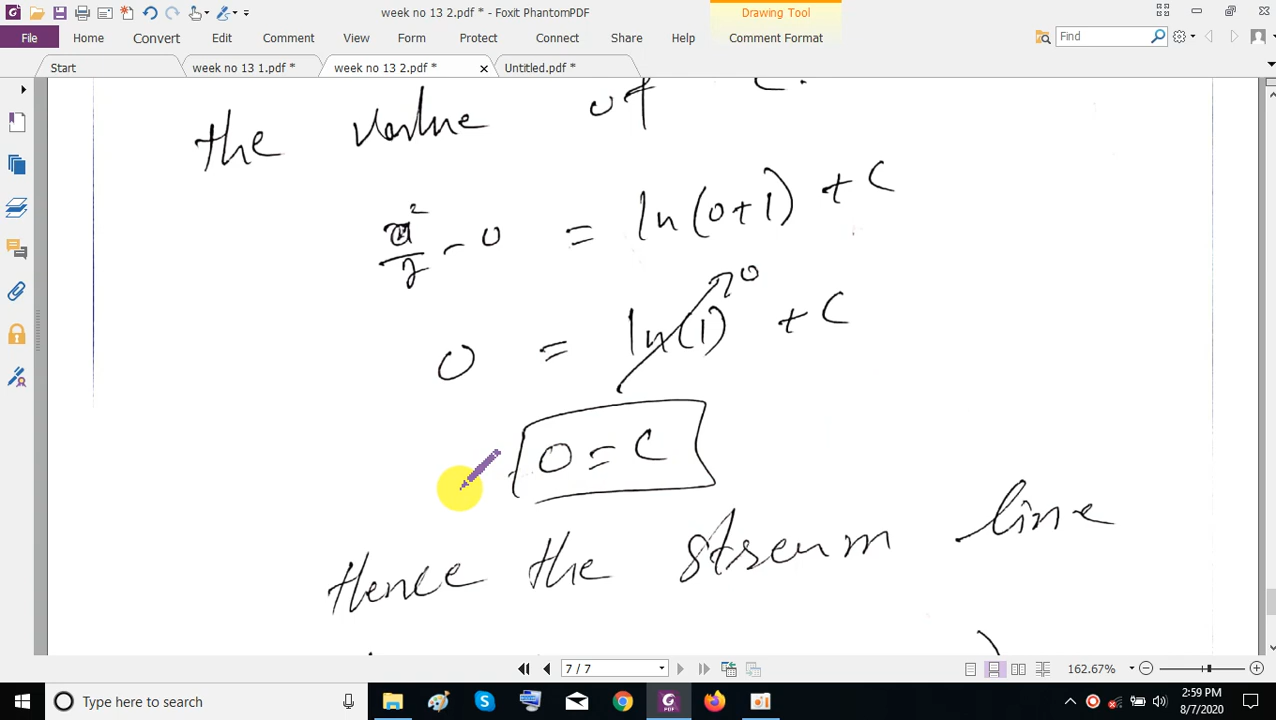 week no 13 2.pdf * - Foxit PhantomPDF
Drawing Tool
File Home Convert Edit Comment View Form Protect Connect Share Help Comment Format
Find
Start week no 13 1.pdf * week no 13 2.pdf * Untitled.pdf *
the value of C.
²/2 - 0 = ln(0+1) + C
0 = ln(1) 0 + C
0 = C
Hence the stream line
7 / 7
162.67%
Type here to search
2:59 PM
8/7/2020